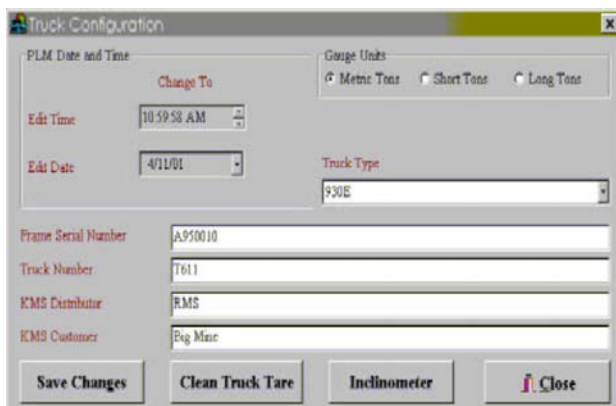 Truck Configuration
PLM Date and Time
Change To
Edit Time
10:59:58 AM
Edit Date
4/11/01
Gauge Units
Metric Tons
Short Tons
Long Tons
Truck Type
930E
Frame Serial Number
A950010
Truck Number
T611
KMS Distributor
RMS
KMS Customer
Big Mine
Save Changes
Clean Truck Tare
Inclinometer
Close